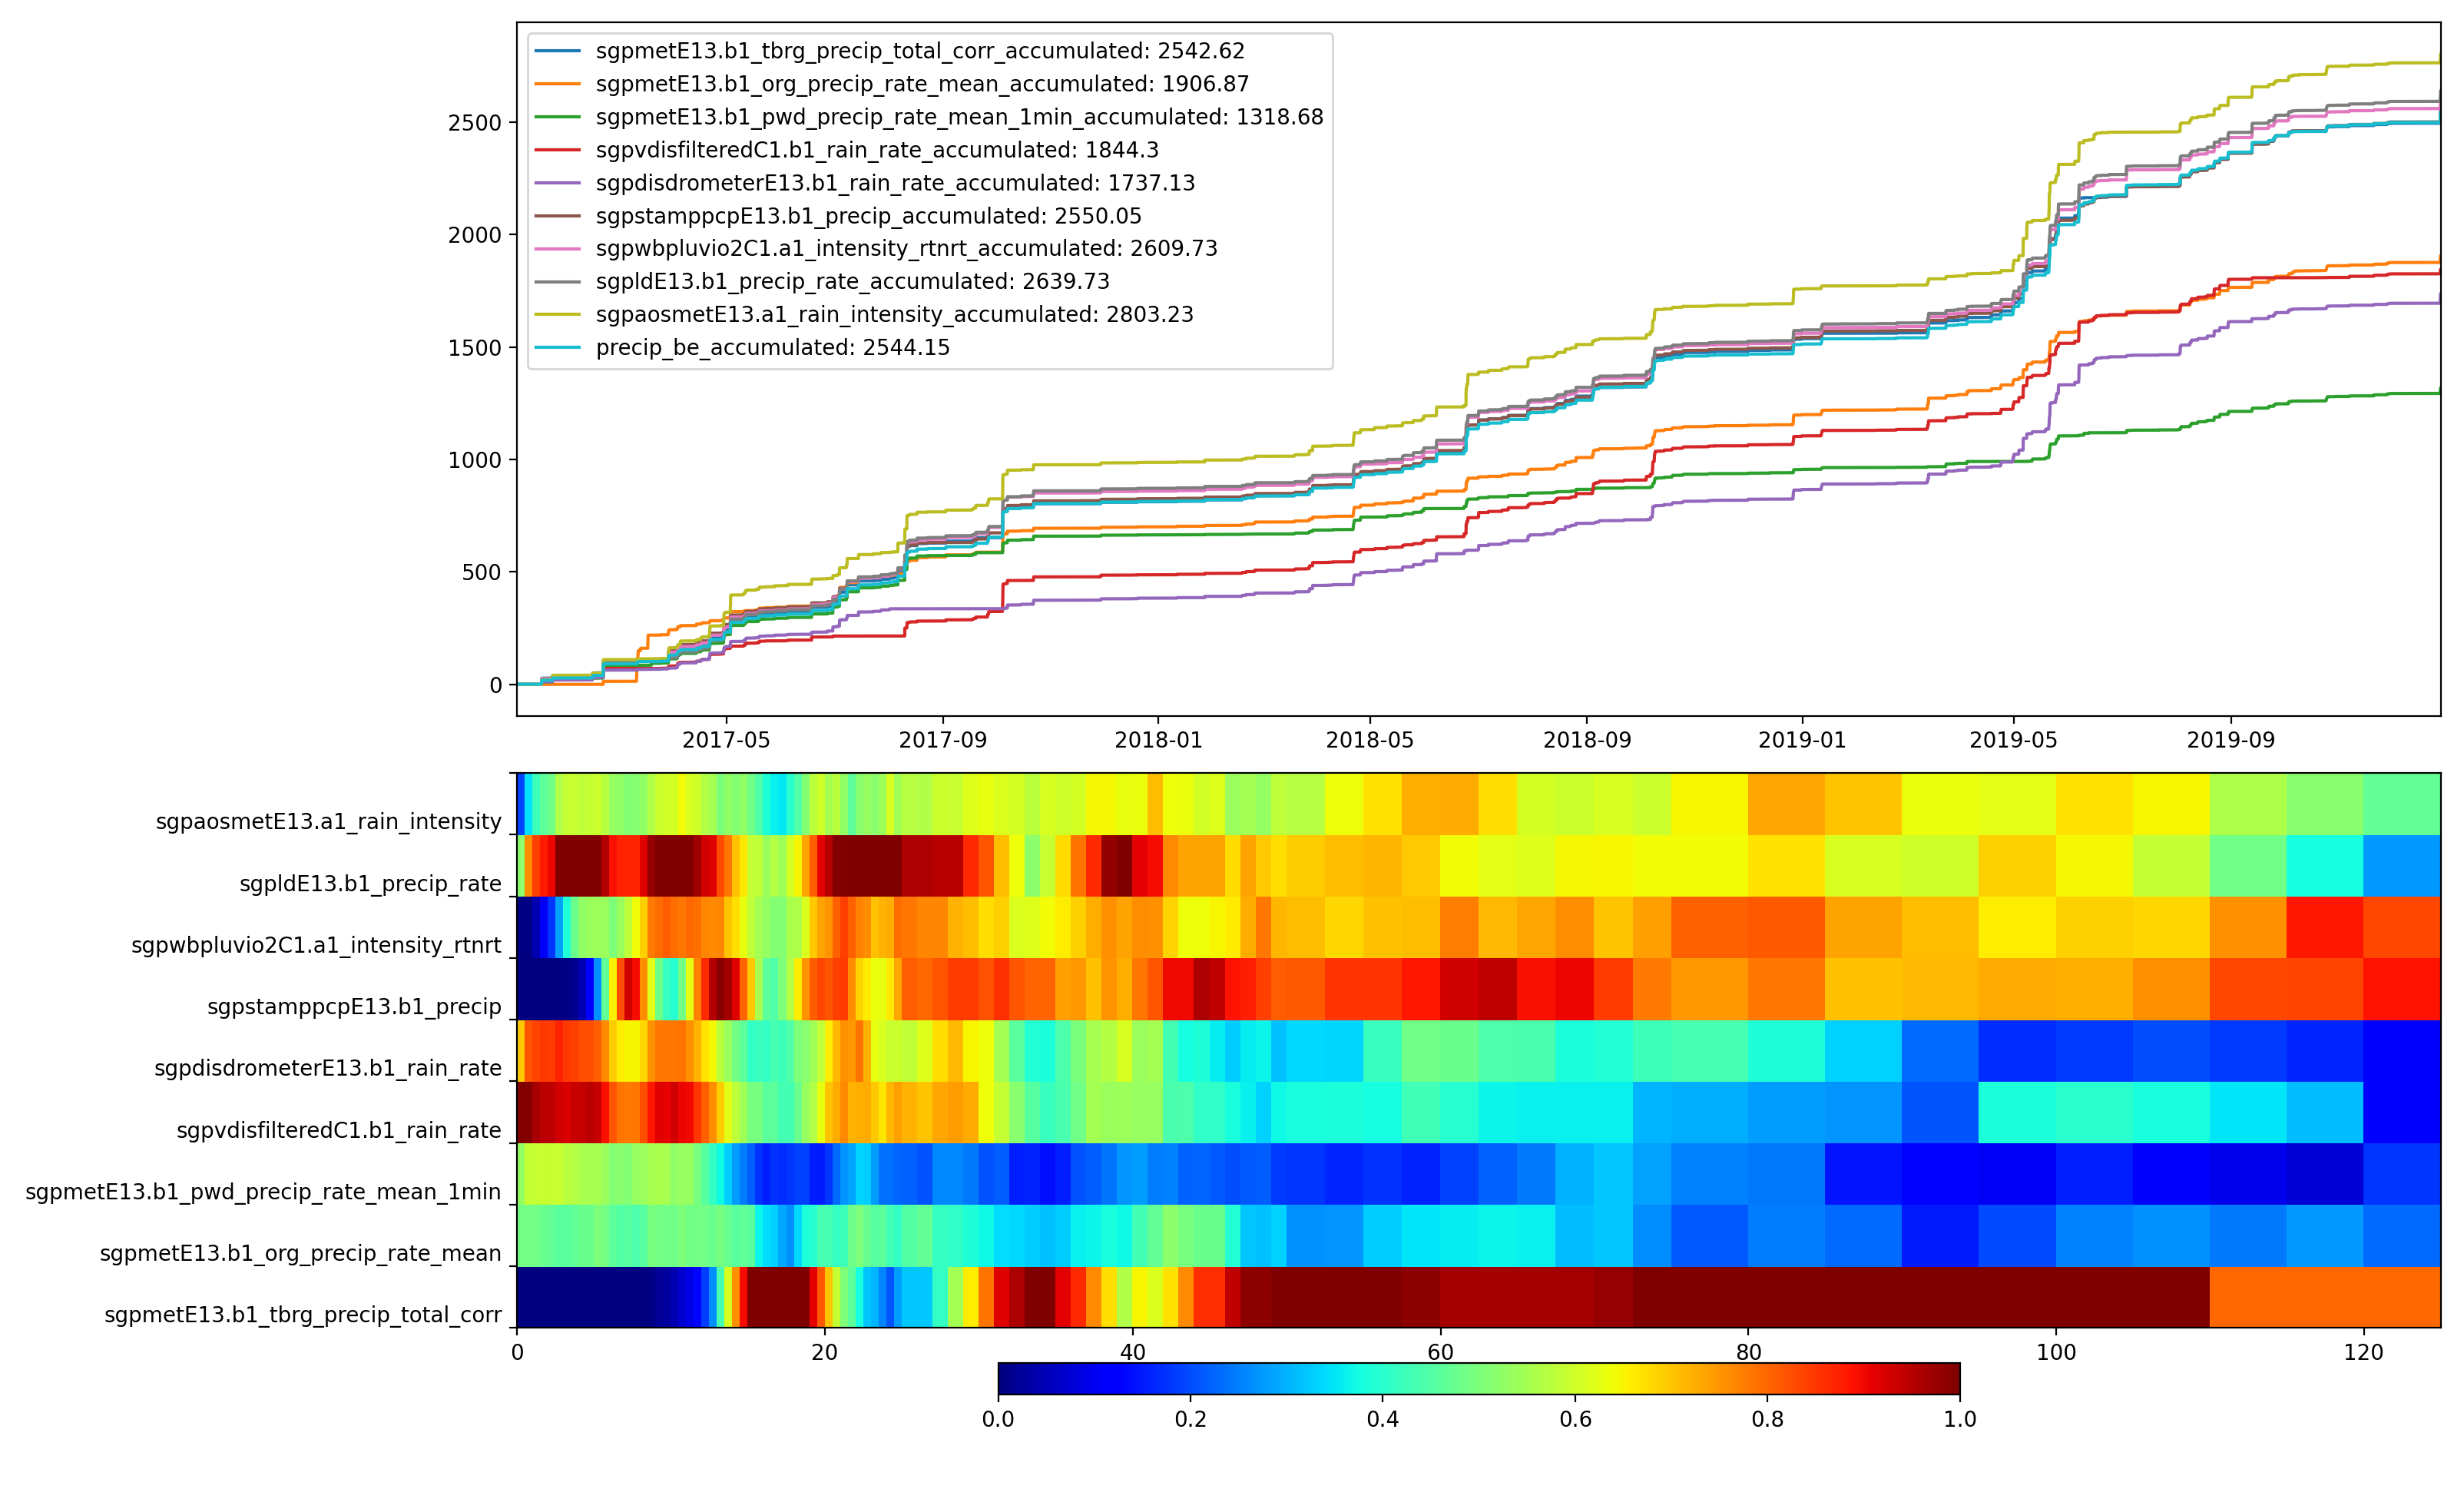 sgpmetE13.b1_tbrg_precip_total_corr_accumulated: 2542.62
sgpmetE13.b1_org_precip_rate_mean_accumulated: 1906.87
sgpmetE13.b1_pwd_precip_rate_mean_1min_accumulated: 1318.68
sgpvdisfilteredC1.b1_rain_rate_accumulated: 1844.3
sgpdisdrometerE13.b1_rain_rate_accumulated: 1737.13
sgpstamppcpE13.b1_precip_accumulated: 2550.05
sgpwbpluvio2C1.a1_intensity_rtnrt_accumulated: 2609.73
sgpldE13.b1_precip_rate_accumulated: 2639.73
sgpaosmetE13.a1_rain_intensity_accumulated: 2803.23
precip_be_accumulated: 2544.15
2500
2000
1500
1000
500
0
2017-05 2017-09 2018-01 2018-05 2018-09 2019-01 2019-05 2019-09
sgpaosmetE13.a1_rain_intensity
sgpldE13.b1_precip_rate
sgpwbpluvio2C1.a1_intensity_rtnrt
sgpstamppcpE13.b1_precip
sgpdisdrometerE13.b1_rain_rate
sgpvdisfilteredC1.b1_rain_rate
sgpmetE13.b1_pwd_precip_rate_mean_1min
sgpmetE13.b1_org_precip_rate_mean
sgpmetE13.b1_tbrg_precip_total_corr
0 20 40 60 80 100 120
0.0 0.2 0.4 0.6 0.8 1.0